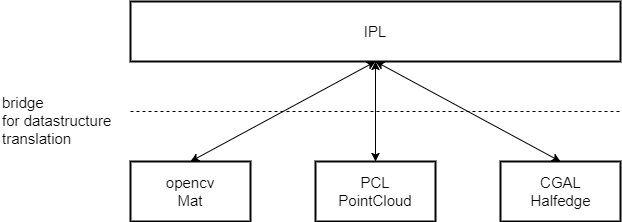 IPL
bridge
for datastructure
translation
opencv
Mat
PCL
PointCloud
CGAL
Halfedge